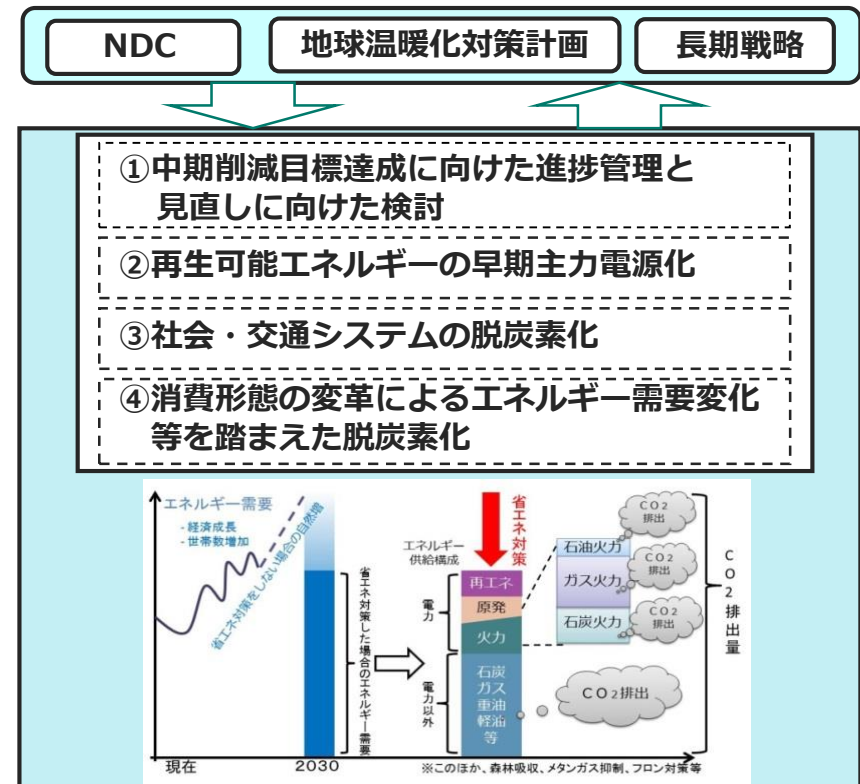 NDC
地球温暖化対策計画
長期戦略
①中期削減目標達成に向けた進捗管理と
見直しに向けた検討
②再生可能エネルギーの早期主力電源化
③社会・交通システムの脱炭素化
④消費形態の変革によるエネルギー需要変化
等を踏まえた脱炭素化
エネルギー需要
- 経済成長
- 世帯数増加
省エネ対策をしない場合の自然増
省エネ対策した場合のエネルギー需要
現在
2030
省エネ対策
エネルギー
供給構成
電力
再エネ
原発
火力
電力以外
石炭
ガス
重油
軽油
等
石油火力
ガス火力
石炭火力
CO2
排出
CO2
排出
CO2
排出
CO2排出
CO2排出量
※このほか、森林吸収、メタンガス抑制、フロン対策等